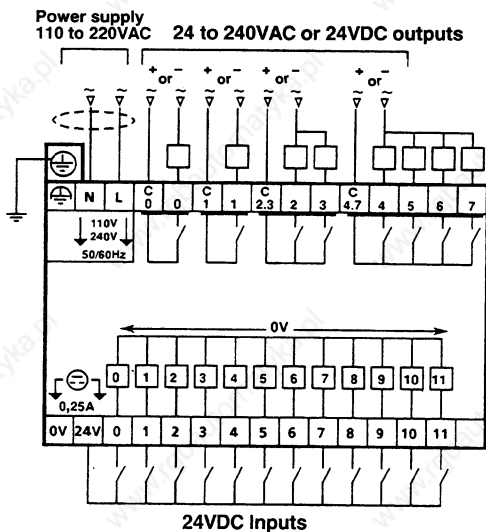 Power supply
110 to 220VAC
24 to 240VAC or 24VDC outputs
~ ~ + or - + or - + or - + or -
~ ~ ~ ~ ~ ~ ~ ~ ~ ~
N L C 0 0 C 1 1 C 2.3 2 3 C 4.7 4 5 6 7
110V
240V
50/60Hz
0V
0 1 2 3 4 5 6 7 8 9 10 11
0,25A
0V 24V 0 1 2 3 4 5 6 7 8 9 10 11
24VDC Inputs